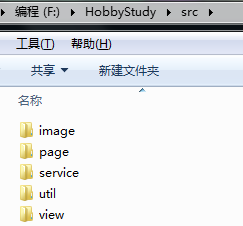 编程 (F:) HobbyStudy src
工具(T) 帮助(H)
共享 新建文件夹
名称
image
page
service
util
view